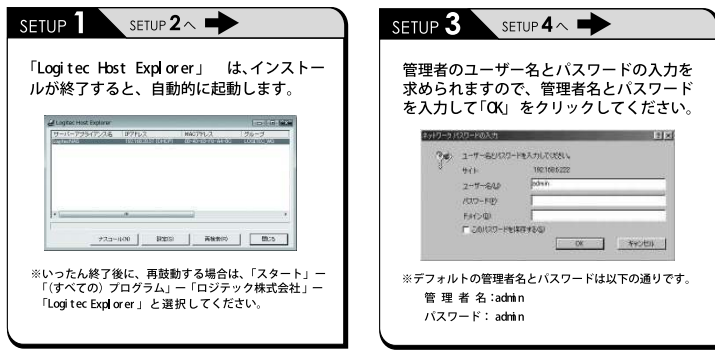 SETUP 1 SETUP 2へ
「Logitec Host Explorer」 は、インストー
ルが終了すると、自動的に起動します。
Logitec Host Explorer
サーバーアプライアンス名 IPアドレス MACアドレス グループ
ナスコール(N) 設定(S) 再検索(R) 閉じる
※いったん終了後に、再鼓動する場合は、「スタート」ー
「(すべての) プログラム」ー「ロジテック株式会社」ー
「Logitec Explorer」と選択してください。
SETUP 3 SETUP 4へ
管理者のユーザー名とパスワードの入力を
求められますので、管理者名とパスワード
を入力して「OK」をクリックしてください。
ネットワーク パスワードの入力
ユーザー名とパスワードを入力してください。
サイト: 192.168.6.222
ユーザー名(U) admin
パスワード(P)
ドメイン(D)
このパスワードを保存する(S)
OK キャンセル
※デフォルトの管理者名とパスワードは以下の通りです。
管 理 者 名：admin
パスワード： admin